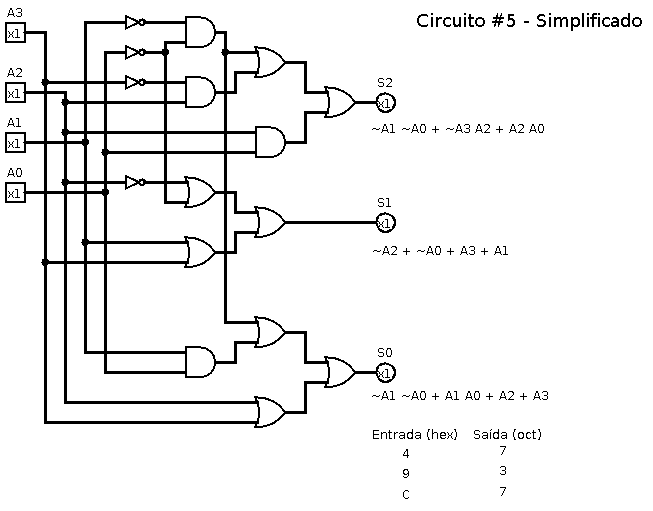 Circuito #5 - Simplificado
A3
x1
A2
x1
A1
x1
A0
x1
S2
x1
~A1 ~A0 + ~A3 A2 + A2 A0
S1
x1
~A2 + ~A0 + A3 + A1
S0
x1
~A1 ~A0 + A1 A0 + A2 + A3
Entrada (hex) Saída (oct)
4 7
9 3
C 7